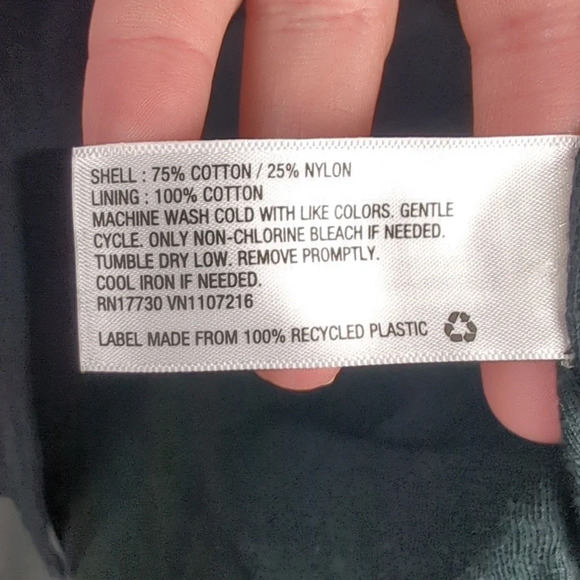 SHELL : 75% COTTON / 25% NYLON
LINING : 100% COTTON
MACHINE WASH COLD WITH LIKE COLORS. GENTLE
CYCLE. ONLY NON-CHLORINE BLEACH IF NEEDED.
TUMBLE DRY LOW. REMOVE PROMPTLY.
COOL IRON IF NEEDED.
RN17730 VN1107216
LABEL MADE FROM 100% RECYCLED PLASTIC